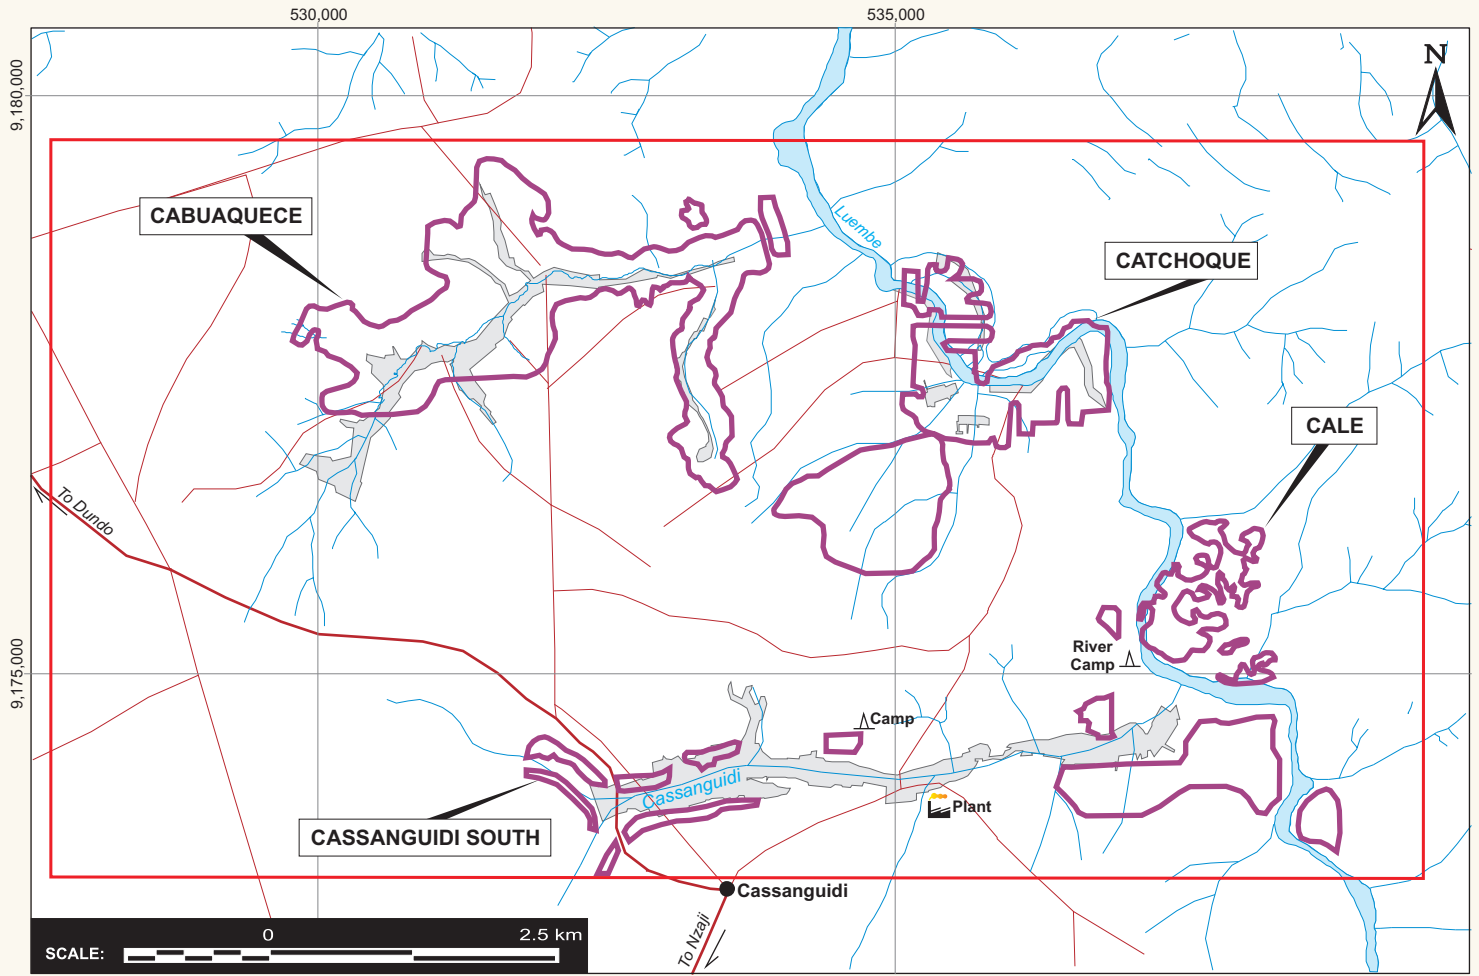 530,000
535,000
9,180,000
N
CABUAQUECE
Luembe
CATCHOQUE
CALE
To Dundo
River
Camp
9,175,000
Camp
Cassanguidi
Plant
CASSANGUIDI SOUTH
Cassanguidi
To Nzaji
0
2.5 km
SCALE: